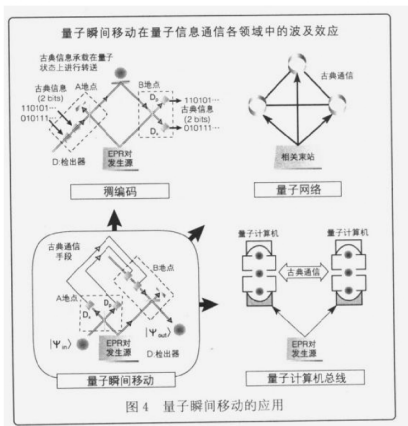 量子瞬间移动在量子信息通信各领域中的波及效应
古典信息承载在量子
状态上进行转送
A地点
B地点
古典信息
(2 bits)
110101…
010111…
110101…
古典信息
(2 bits)
010111…
D:检出器
EPR对
发生源
稠编码
古典通信
相关束站
量子网络
古典通信
手段
B地点
A地点
|Ψin〉
|Ψout〉
EPR对
发生源
D:检出器
量子瞬间移动
量子计算机
量子计算机
古典通信
EPR对
发生源
量子计算机总线
图 4 量子瞬间移动的应用